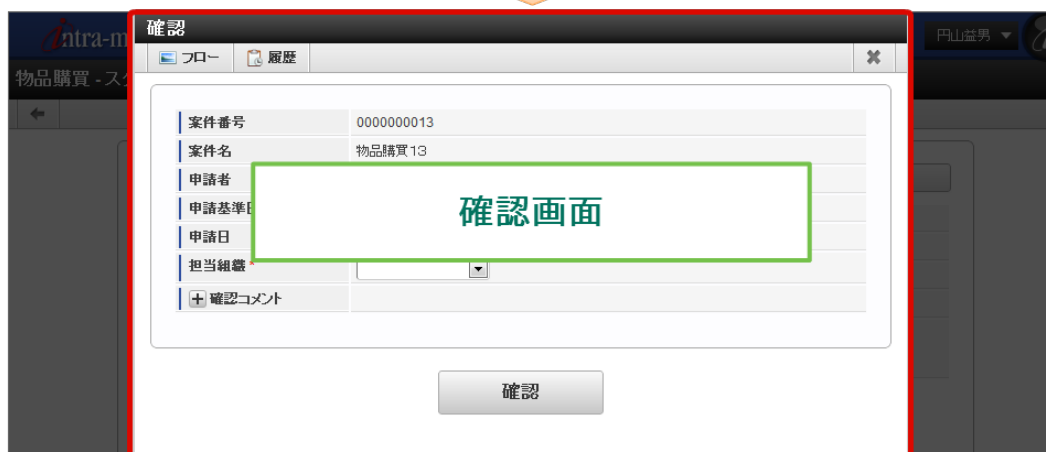 確認
intra-m
円山益男
フロー 履歴
物品購買 -ス
案件番号 0000000013
案件名 物品購買13
申請者
申請基準日
確認画面
申請日
担当組織*
確認コメント
確認